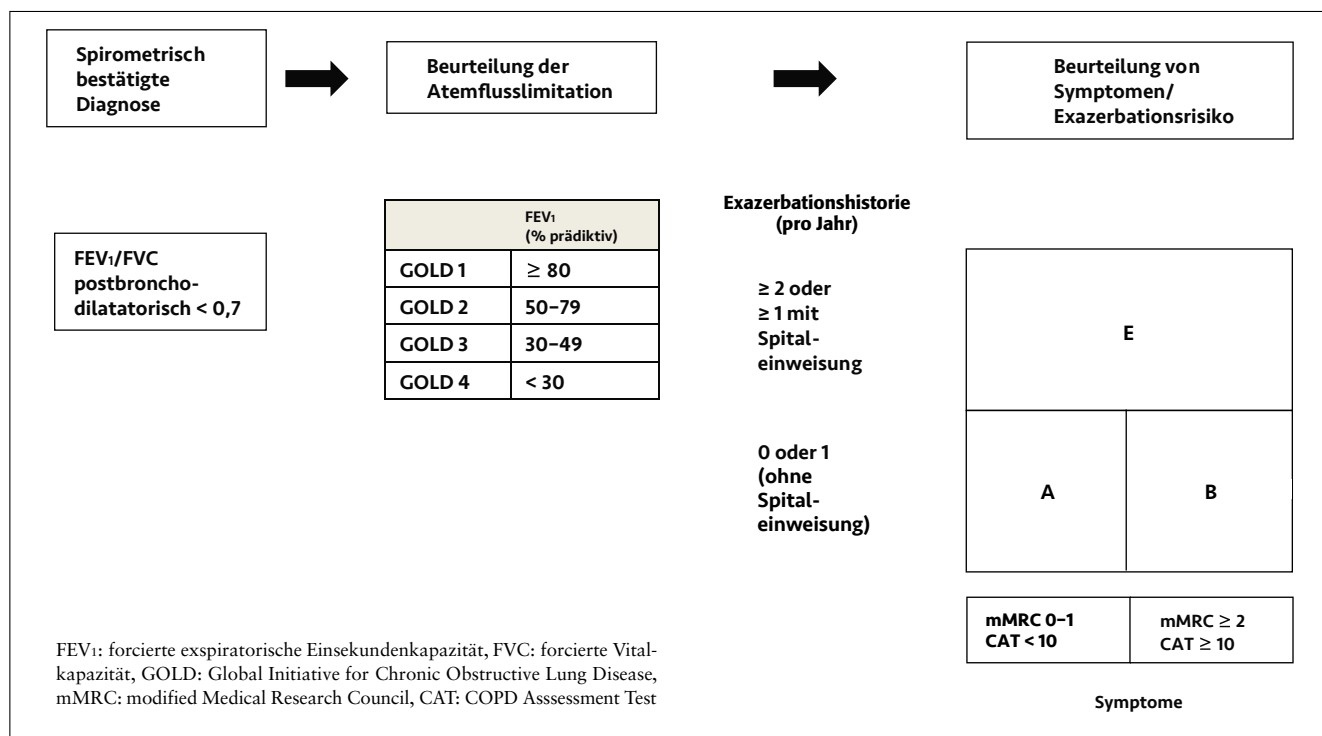 Spirometrisch
bestätigte
Diagnose
Beurteilung der
Atemflusslimitation
Beurteilung von
Symptomen/
Exazerbationsrisiko
FEV1/FVC
postbroncho-
dilatatorisch < 0,7
FEV1
(% prädiktiv)
GOLD 1 ≥ 80
GOLD 2 50–79
GOLD 3 30–49
GOLD 4 < 30
Exazerbationshistorie
(pro Jahr)
≥ 2 oder
≥ 1 mit
Spital-
einweisung
E
0 oder 1
(ohne
Spital-
einweisung)
A B
mMRC 0–1
CAT < 10
mMRC ≥ 2
CAT ≥ 10
Symptome
FEV1: forcierte exspiratorische Einsekundenkapazität, FVC: forcierte Vital-
kapazität, GOLD: Global Initiative for Chronic Obstructive Lung Disease,
mMRC: modified Medical Research Council, CAT: COPD Asssessment Test